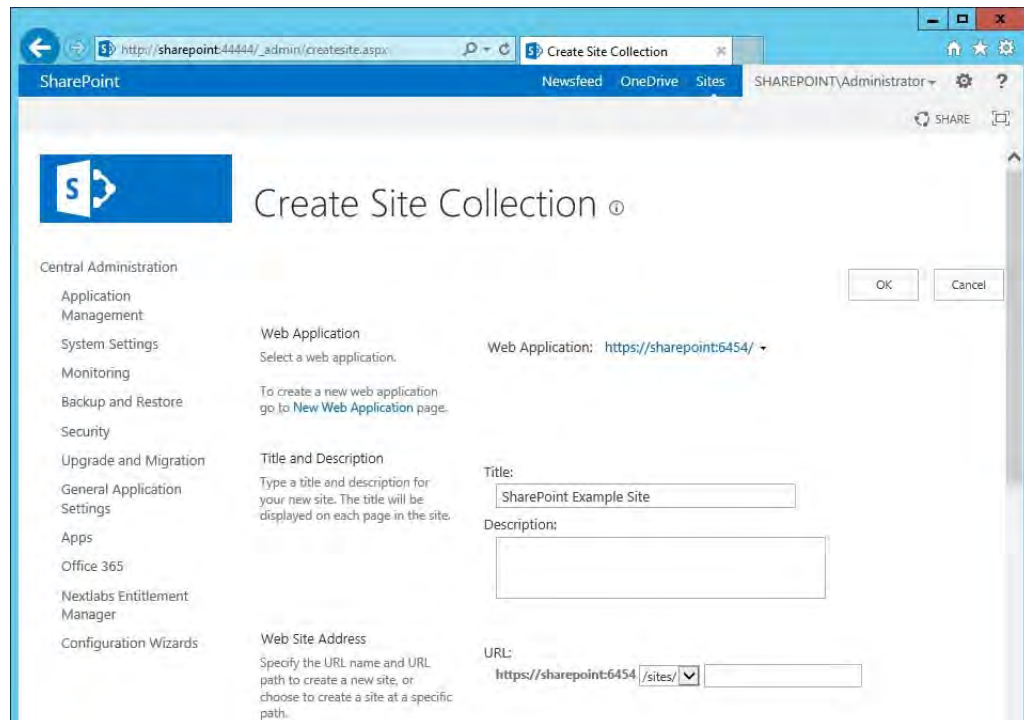 http://sharepoint:44444/_admin/createsite.aspx
Create Site Collection
SharePoint
Newsfeed OneDrive Sites SHAREPOINT\Administrator ?
SHARE
S
Create Site Collection
Central Administration
Application
Management
System Settings
Monitoring
Backup and Restore
Security
Upgrade and Migration
General Application
Settings
Apps
Office 365
Nextlabs Entitlement
Manager
Configuration Wizards
OK Cancel
Web Application
Select a web application.
To create a new web application
go to New Web Application page.
Web Application: https://sharepoint:6454/
Title and Description
Type a title and description for
your new site. The title will be
displayed on each page in the site.
Title:
SharePoint Example Site
Description:
Web Site Address
Specify the URL name and URL
path to create a new site, or
choose to create a site at a specific
path.
URL:
https://sharepoint:6454 /sites/